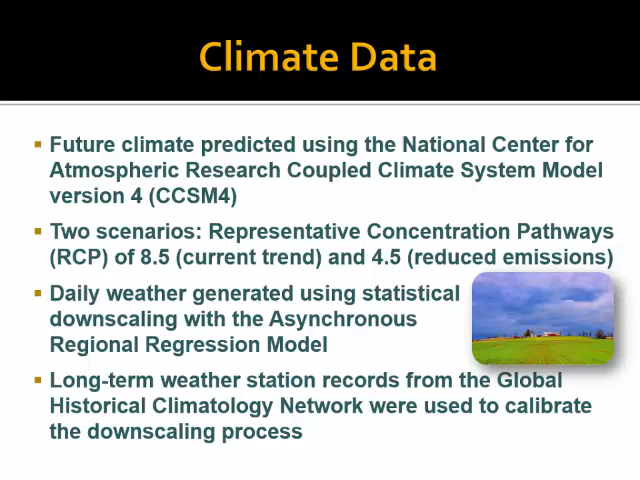 Climate Data
Future climate predicted using the National Center for
Atmospheric Research Coupled Climate System Model
version 4 (CCSM4)
Two scenarios: Representative Concentration Pathways
(RCP) of 8.5 (current trend) and 4.5 (reduced emissions)
Daily weather generated using statistical
downscaling with the Asynchronous
Regional Regression Model
Long-term weather station records from the Global
Historical Climatology Network were used to calibrate
the downscaling process